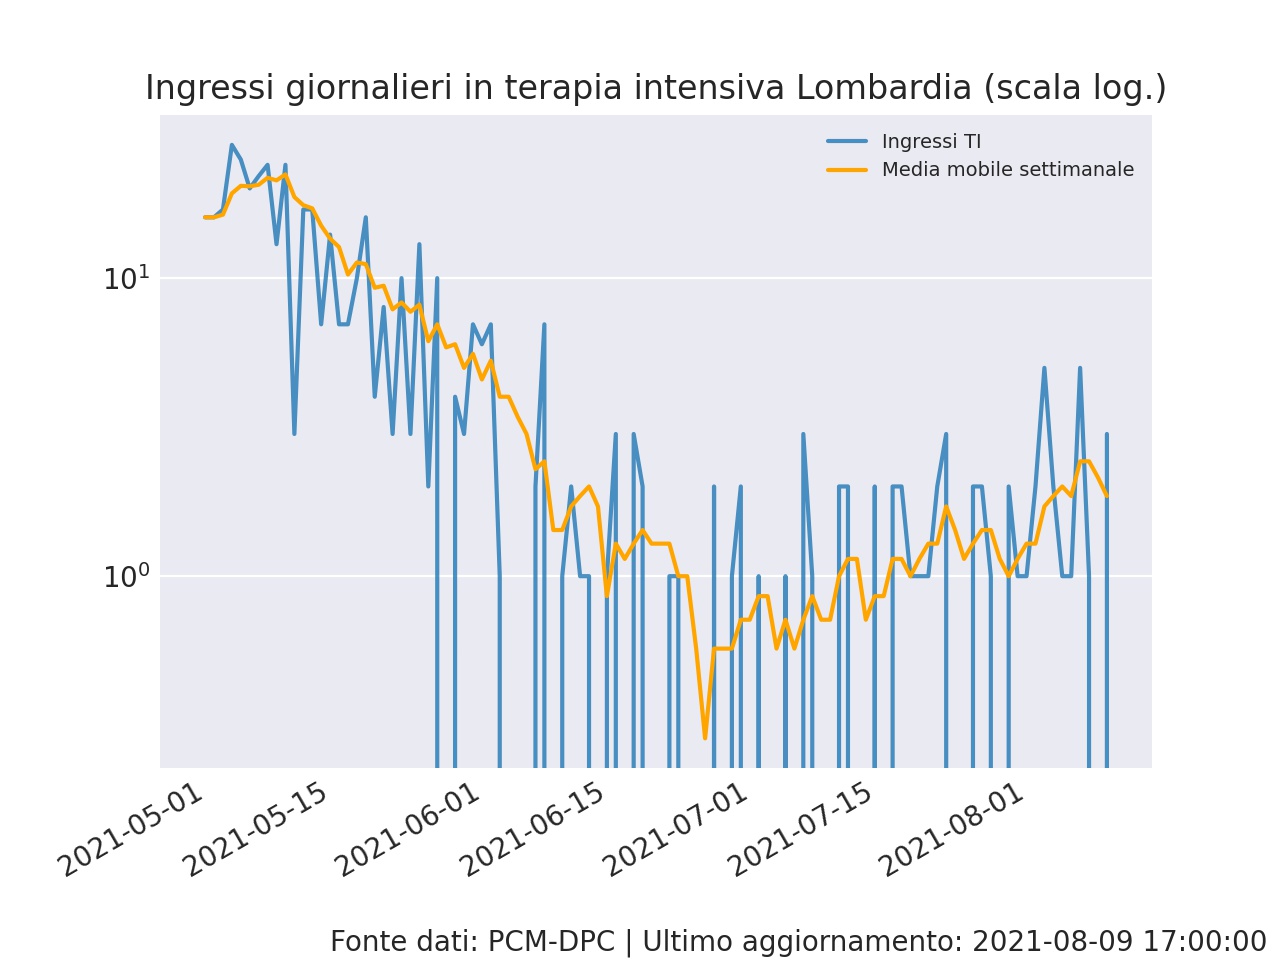 Ingressi giornalieri in terapia intensiva Lombardia (scala log.)
Ingressi TI
Media mobile settimanale
10¹
10⁰
2021-05-01
2021-05-15
2021-06-01
2021-06-15
2021-07-01
2021-07-15
2021-08-01
Fonte dati: PCM-DPC | Ultimo aggiornamento: 2021-08-09 17:00:00